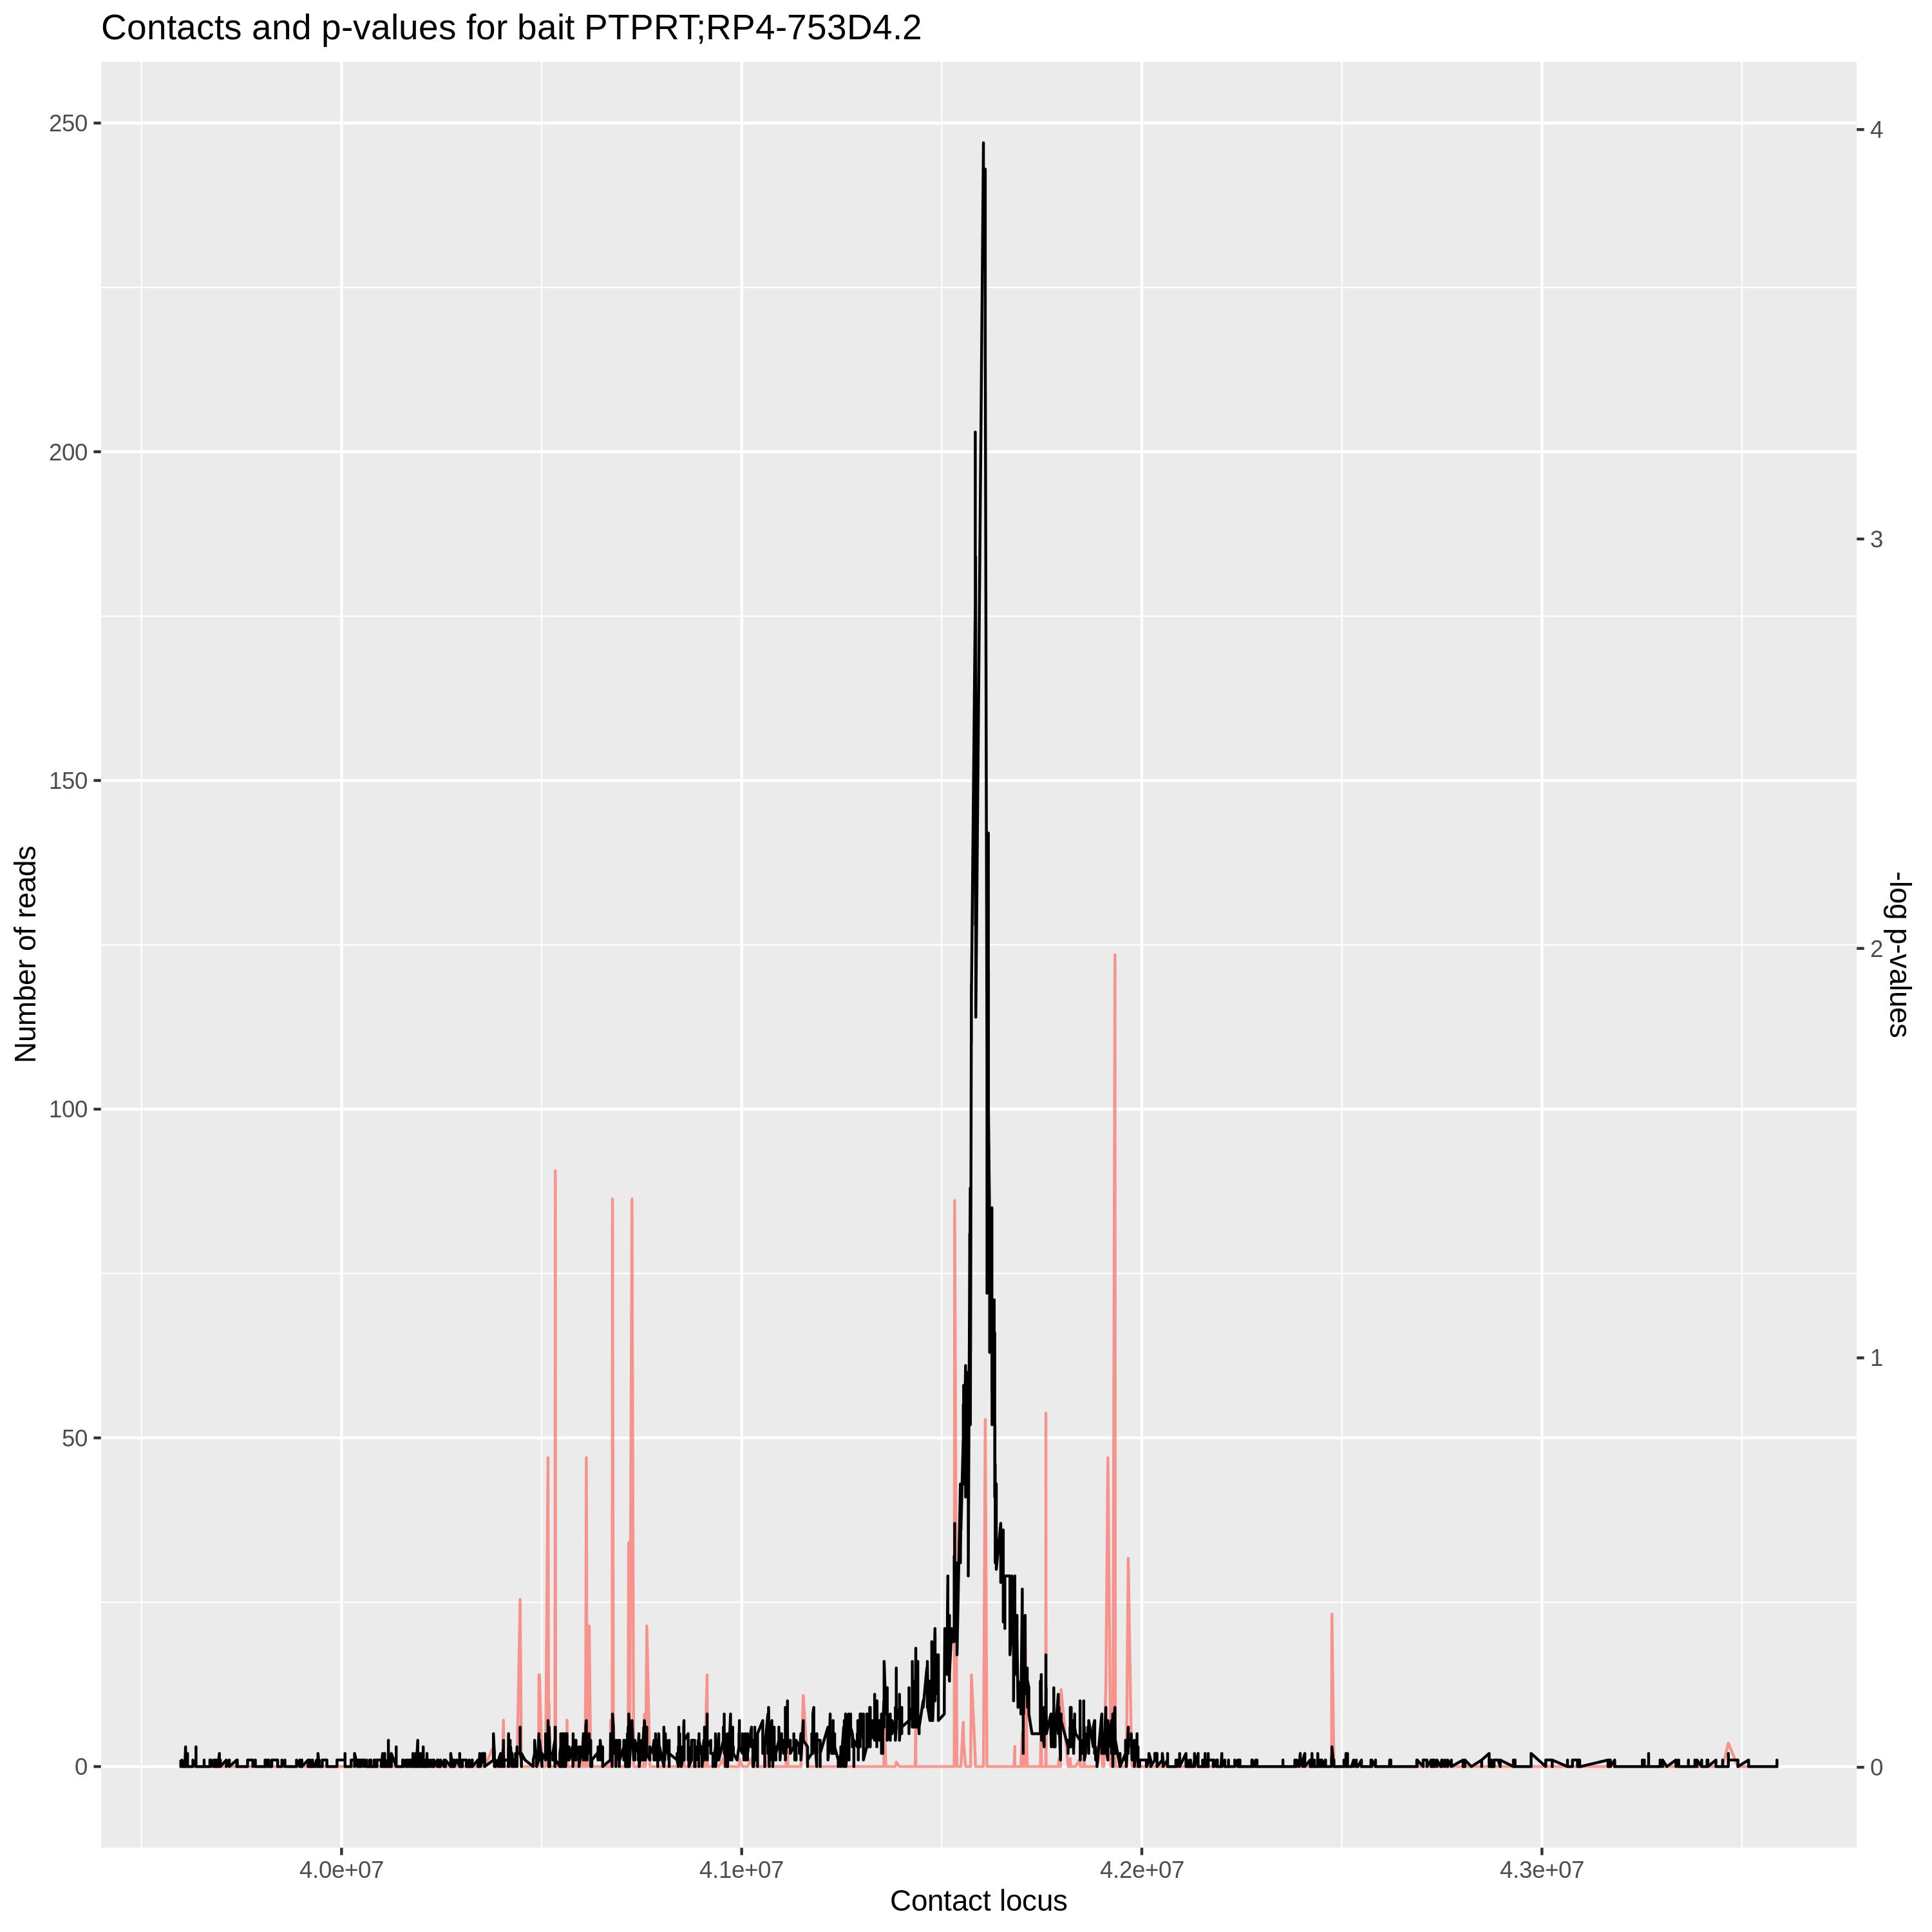 Contacts and p-values for bait PTPRT;RP4-753D4.2
250
200
150
100
50
0
Number of reads
4
3
2
1
0
-log p-values
4.0e+07
4.1e+07
4.2e+07
4.3e+07
Contact locus